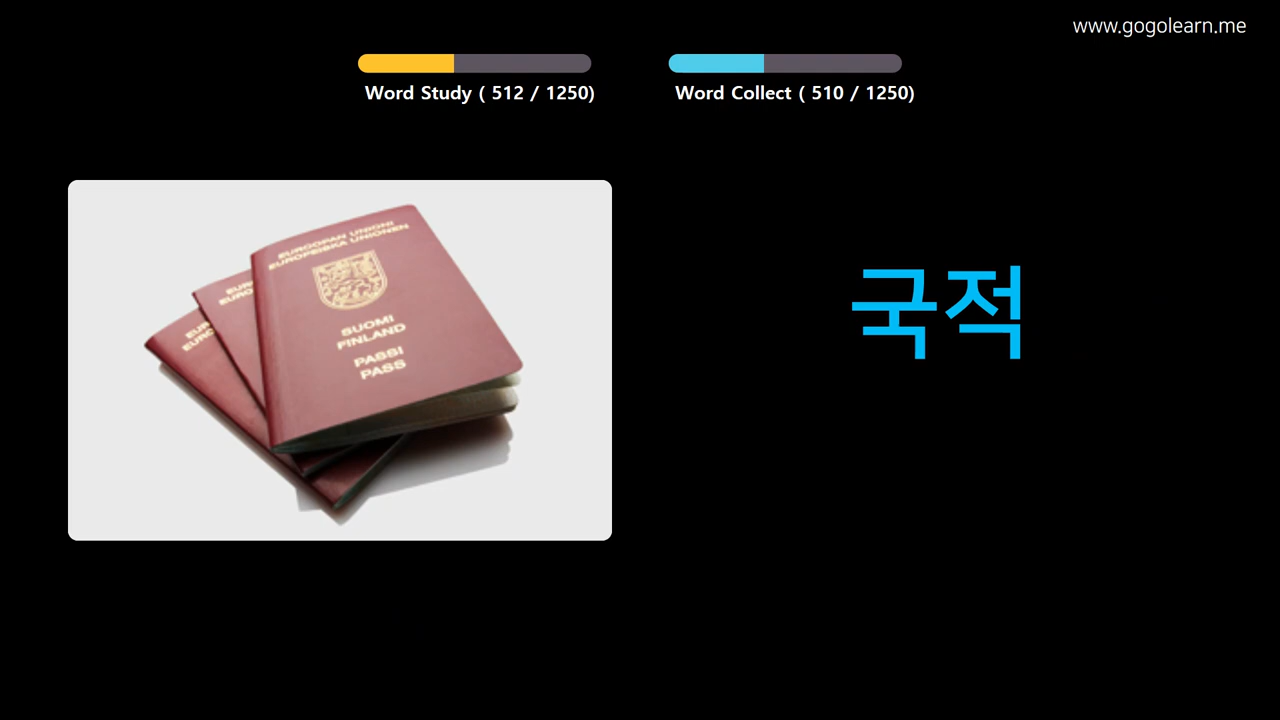 www.gogolearn.me
Word Study ( 512 / 1250)
Word Collect ( 510 / 1250)
EUROOPAN UNIONI
EUROPEISKA UNIONEN
SUOMI
FINLAND
PASSI
PASS
국적